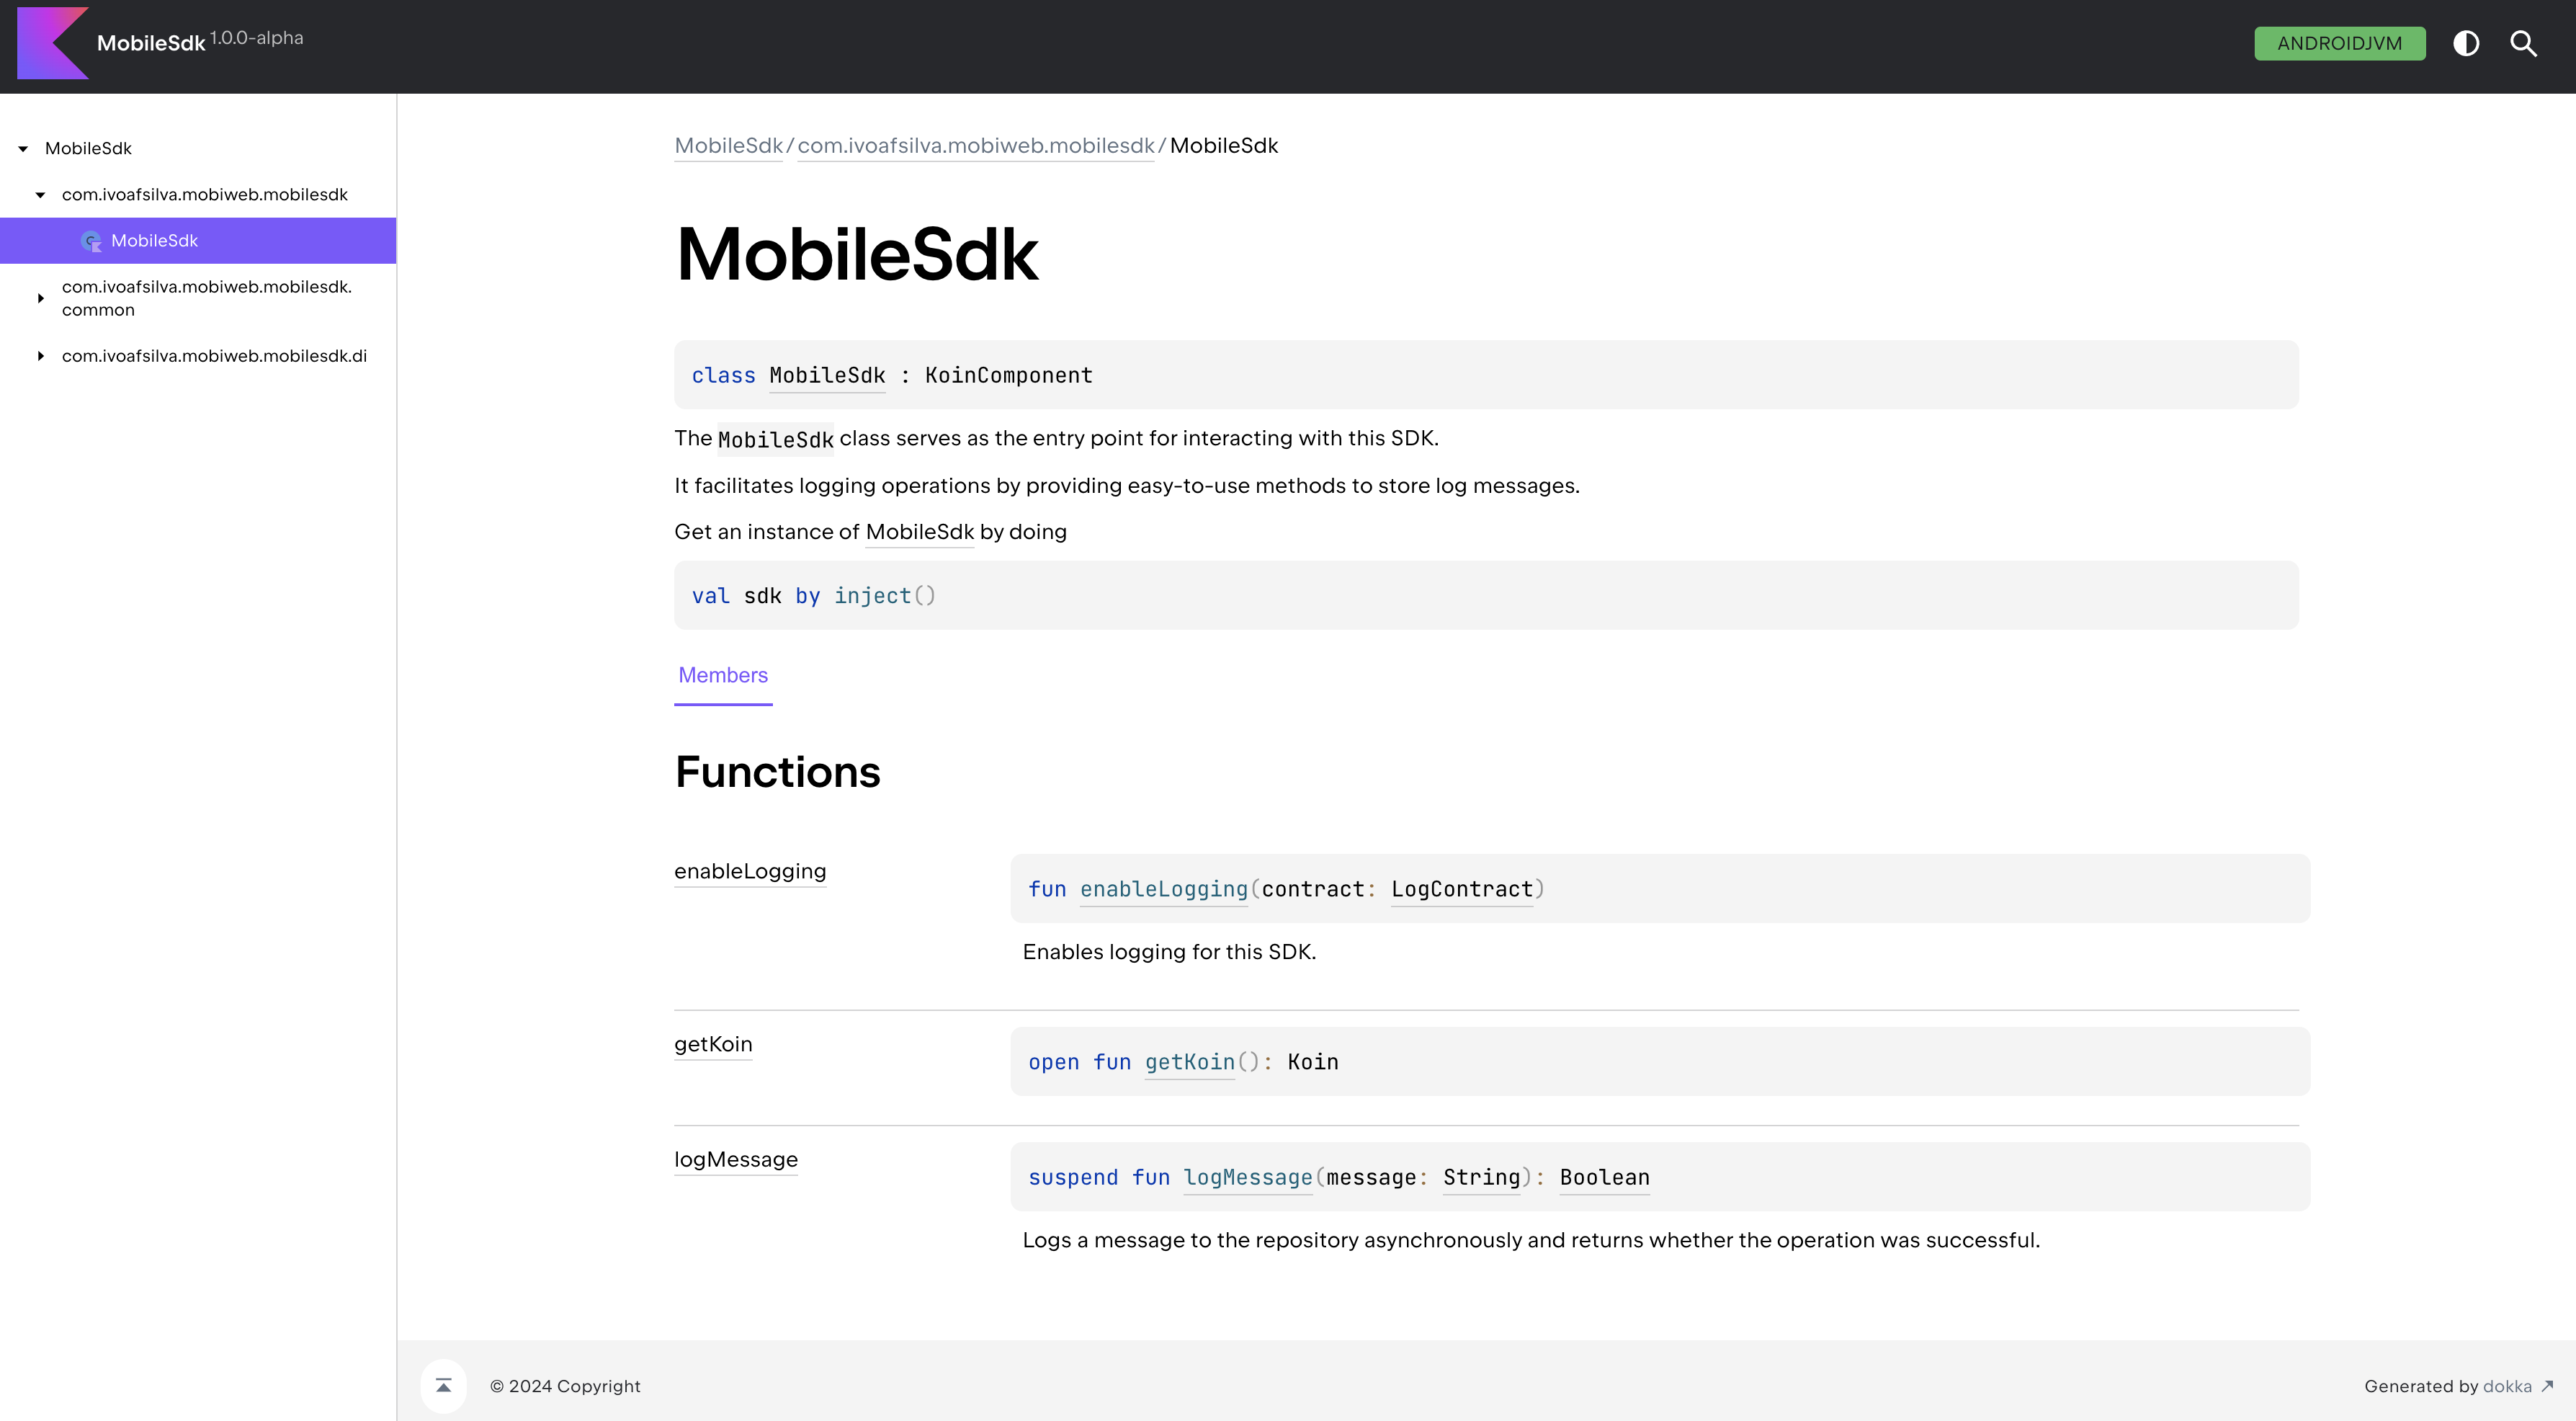 MobileSdk 1.0.0-alpha
ANDROIDJVM
MobileSdk
com.ivoafsilva.mobiweb.mobilesdk
MobileSdk
com.ivoafsilva.mobiweb.mobilesdk.
common
com.ivoafsilva.mobiweb.mobilesdk.di
MobileSdk/com.ivoafsilva.mobiweb.mobilesdk/MobileSdk
MobileSdk
class MobileSdk : KoinComponent
The MobileSdk class serves as the entry point for interacting with this SDK.
It facilitates logging operations by providing easy-to-use methods to store log messages.
Get an instance of MobileSdk by doing
val sdk by inject()
Members
Functions
enableLogging
fun enableLogging(contract: LogContract)
Enables logging for this SDK.
getKoin
open fun getKoin(): Koin
logMessage
suspend fun logMessage(message: String): Boolean
Logs a message to the repository asynchronously and returns whether the operation was successful.
© 2024 Copyright
Generated by dokka